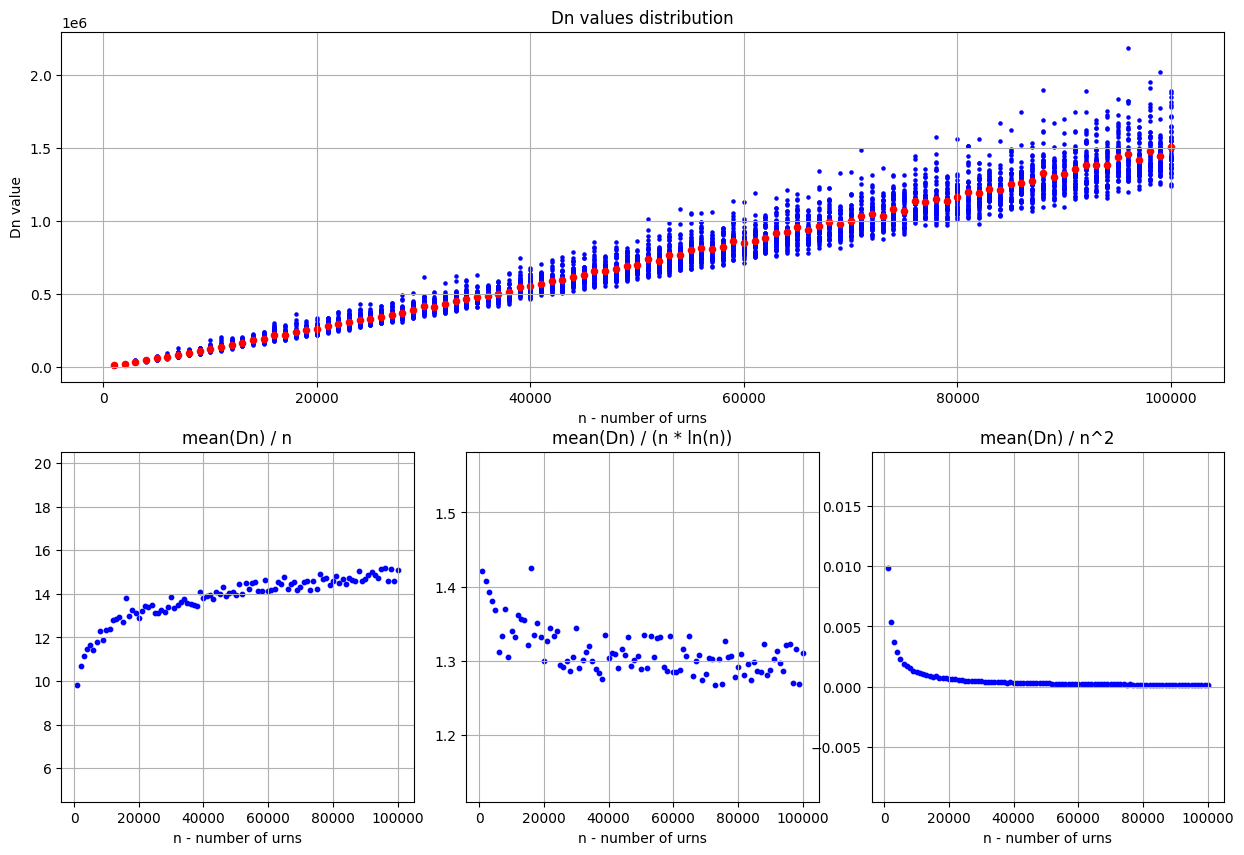 Dn values distribution
1e6
Dn value
2.0
1.5
1.0
0.5
0.0
0 20000 40000 60000 80000 100000
n - number of urns
mean(Dn) / n
20
18
16
14
12
10
8
6
0 20000 40000 60000 80000 100000
n - number of urns
mean(Dn) / (n * ln(n))
1.5
1.4
1.3
1.2
0 20000 40000 60000 80000 100000
n - number of urns
mean(Dn) / n^2
0.015
0.010
0.005
0.000
−0.005
0 20000 40000 60000 80000 100000
n - number of urns